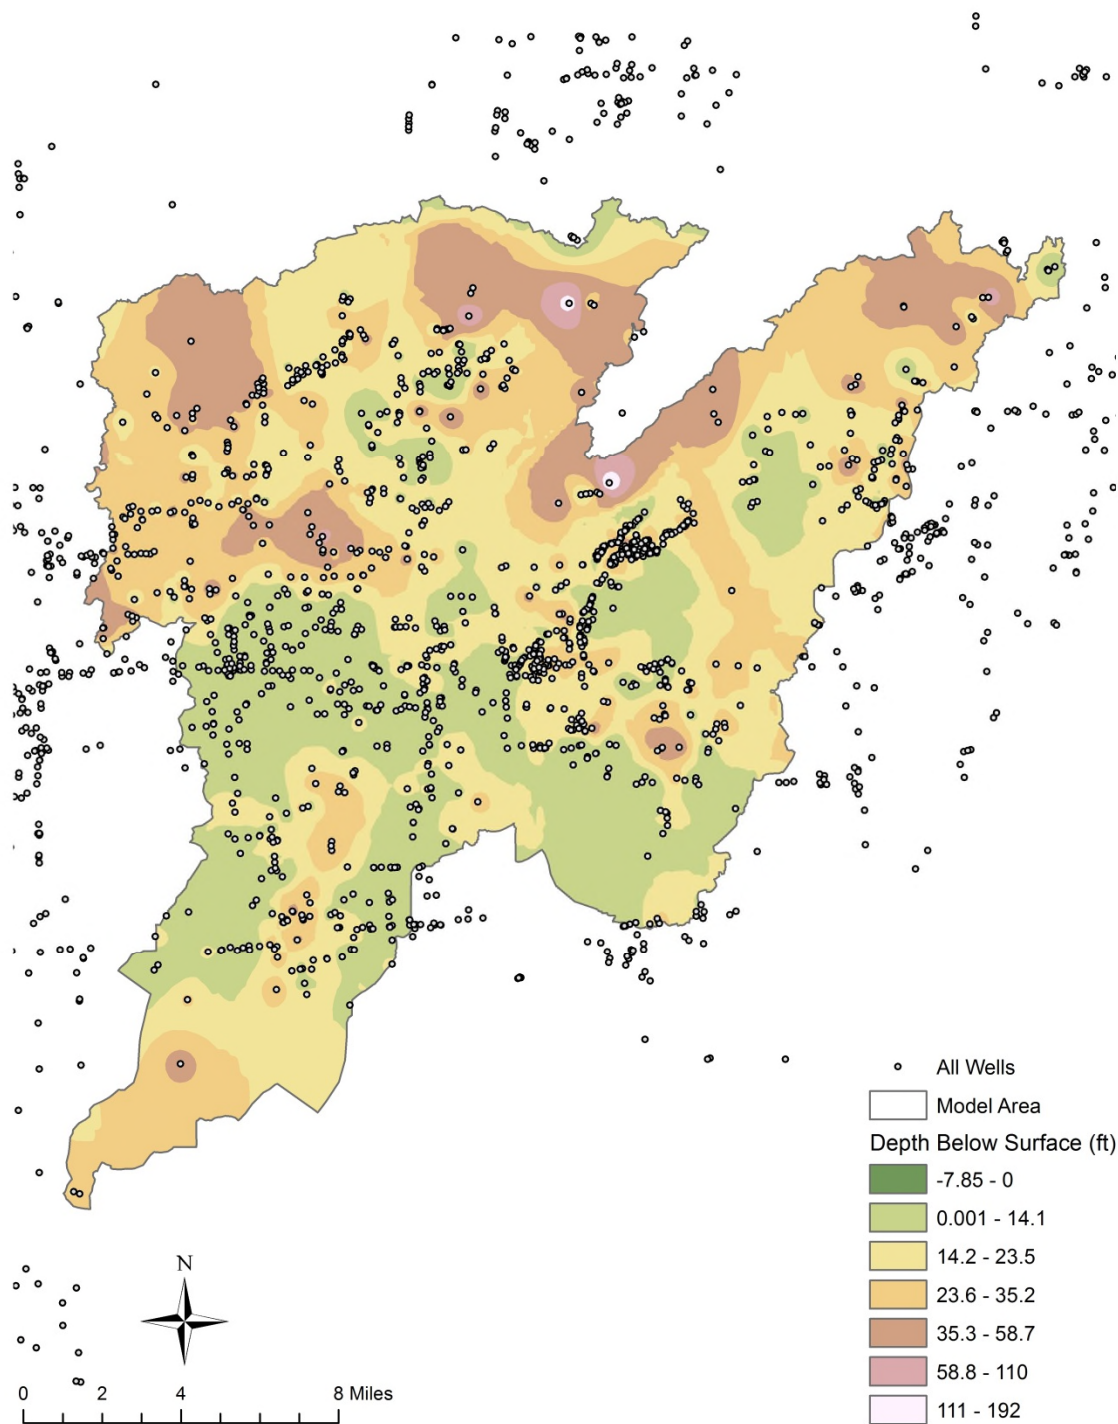 All Wells
Model Area
Depth Below Surface (ft)
-7.85 - 0
0.001 - 14.1
14.2 - 23.5
23.6 - 35.2
35.3 - 58.7
58.8 - 110
111 - 192
N
0 2 4 8 Miles